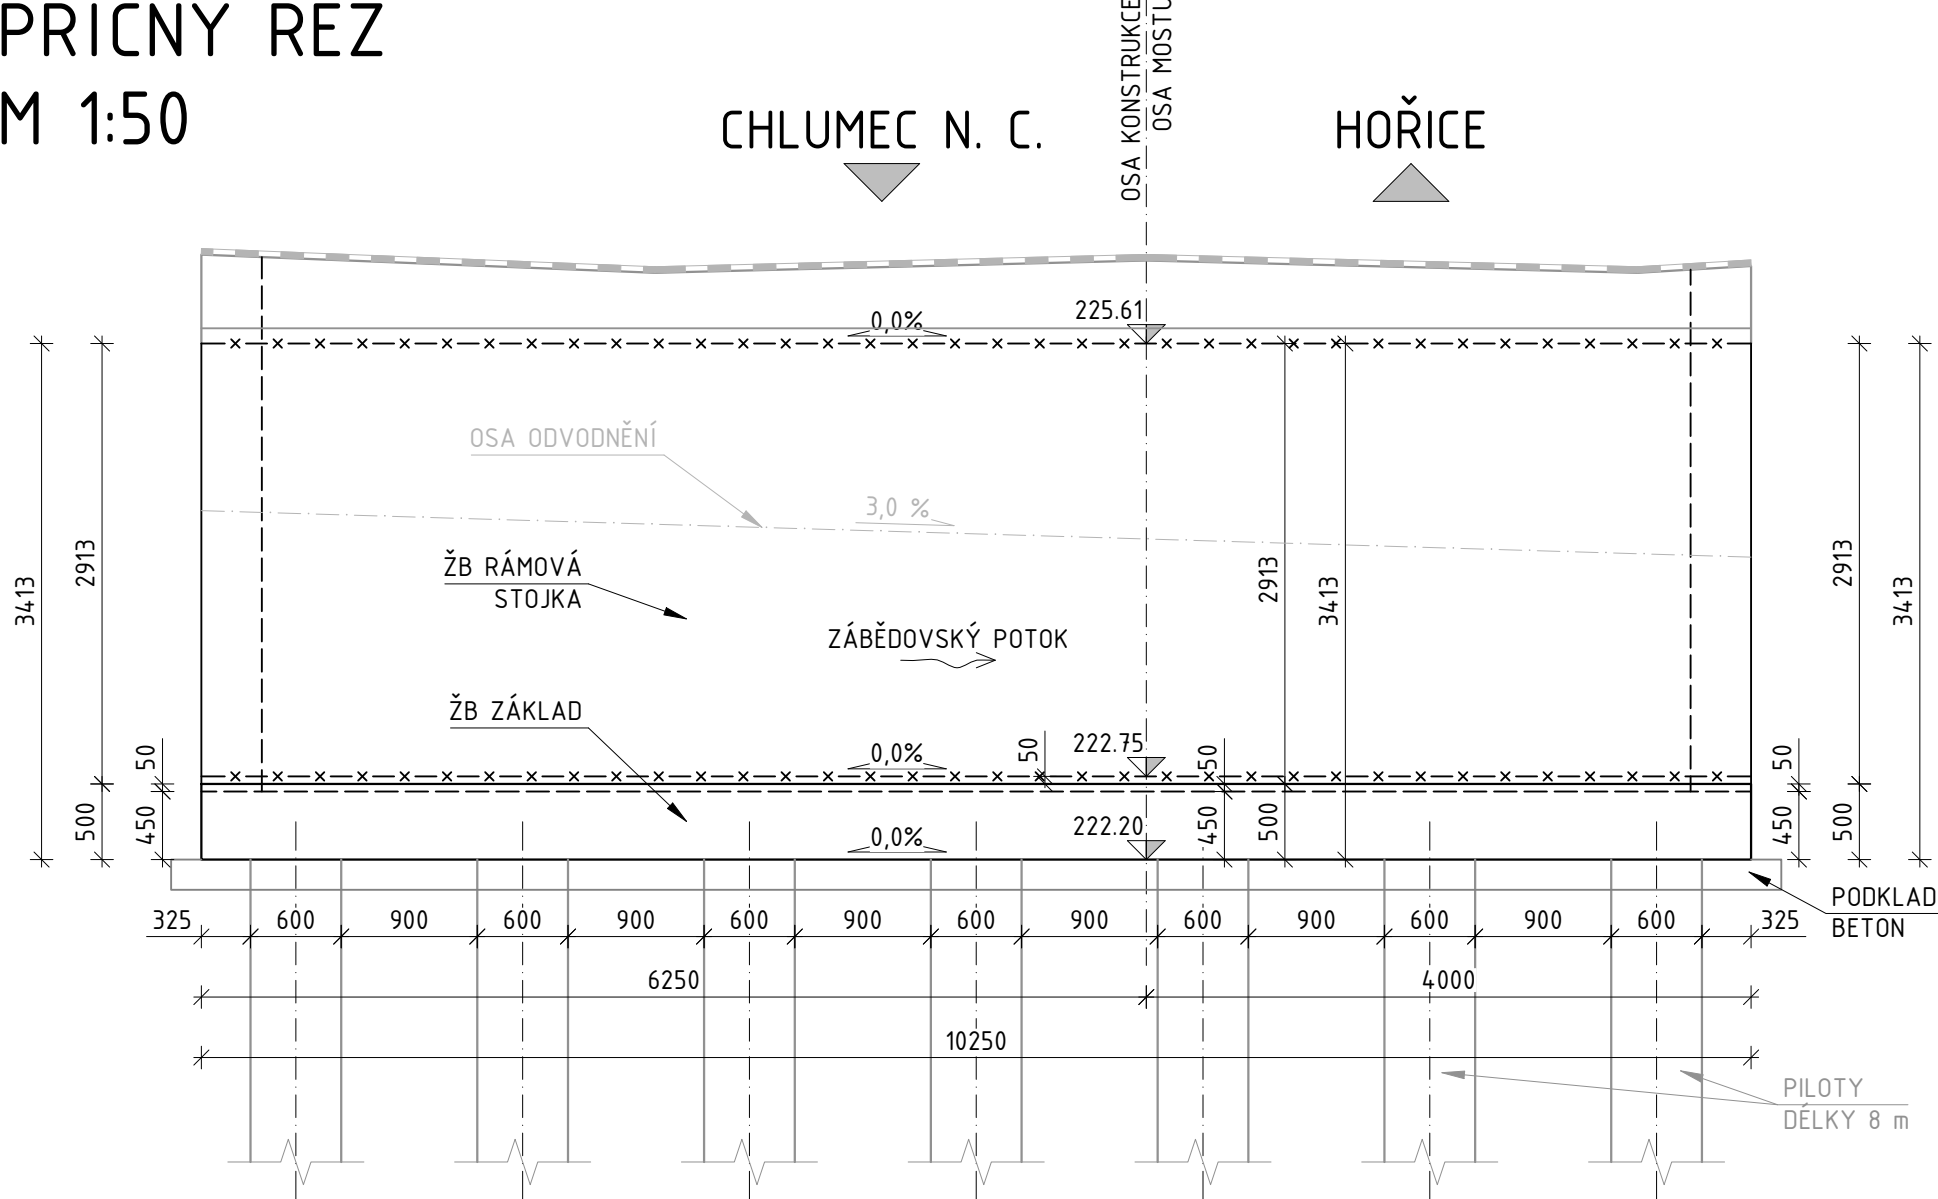 PRICNY REZ
M 1:50
OSA KONSTRUKCE
OSA MOSTU
CHLUMEC N. C.
HOŘICE
225.61
0,0%
OSA ODVODNĚNÍ
3,0 %
ŽB RÁMOVÁ
STOJKA
ZÁBĚDOVSKÝ POTOK
ŽB ZÁKLAD
3413
2913
2913
3413
2913
3413
50
0,0%
50
222.75
50
50
500
450
0,0%
222.20
450
500
450
500
PODKLAD
BETON
325 600 900 600 900 600 900 600 900 600 900 600 900 600 325
6250 4000
10250
PILOTY
DÉLKY 8 m